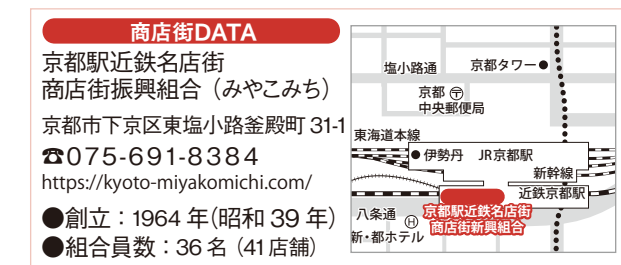 商店街DATA
京都駅近鉄名店街
商店街振興組合（みやこみち）
京都市下京区東塩小路釜殿町 31-1
☎075-691-8384
https://kyoto-miyakomichi.com/
●創立：1964 年(昭和 39 年)
●組合員数：36 名（41 店舗）
塩小路通
京都タワー●
京都 〒
中央郵便局
東海道本線
●伊勢丹 JR京都駅
新幹線
近鉄京都駅
八条通
Ⓗ
新・都ホテル
京都駅近鉄名店街
商店街新興組合